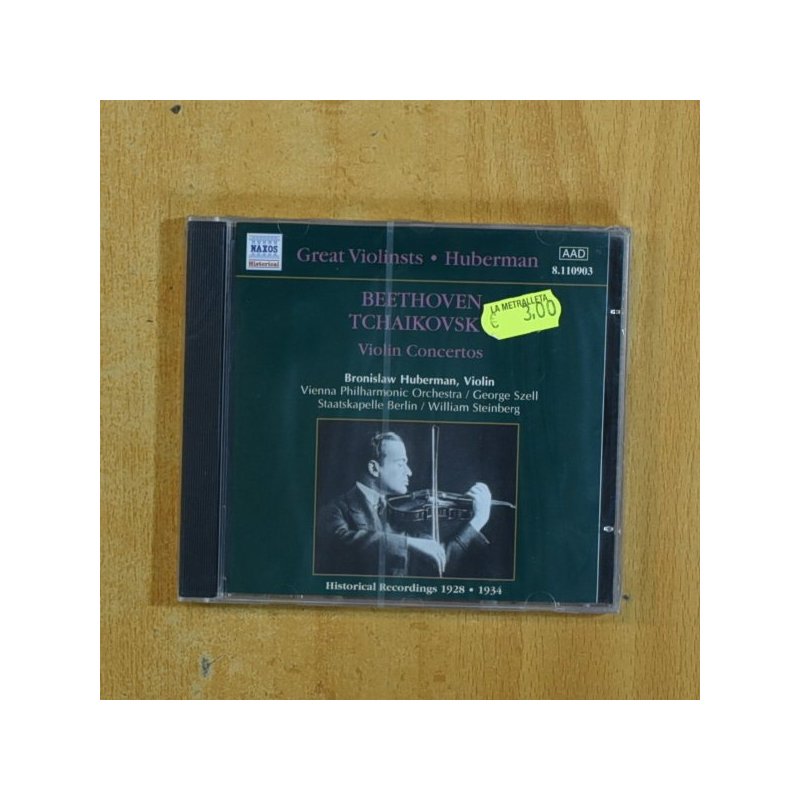 NAXOS
Historical
Great Violinsts • Huberman
AAD
8.110903
BEETHOVEN
TCHAIKOVSK
LA METRALLETA
€ 3,00
Violin Concertos
Bronislaw Huberman, Violin
Vienna Philharmonic Orchestra / George Szell
Staatskapelle Berlin / William Steinberg
Historical Recordings 1928 • 1934